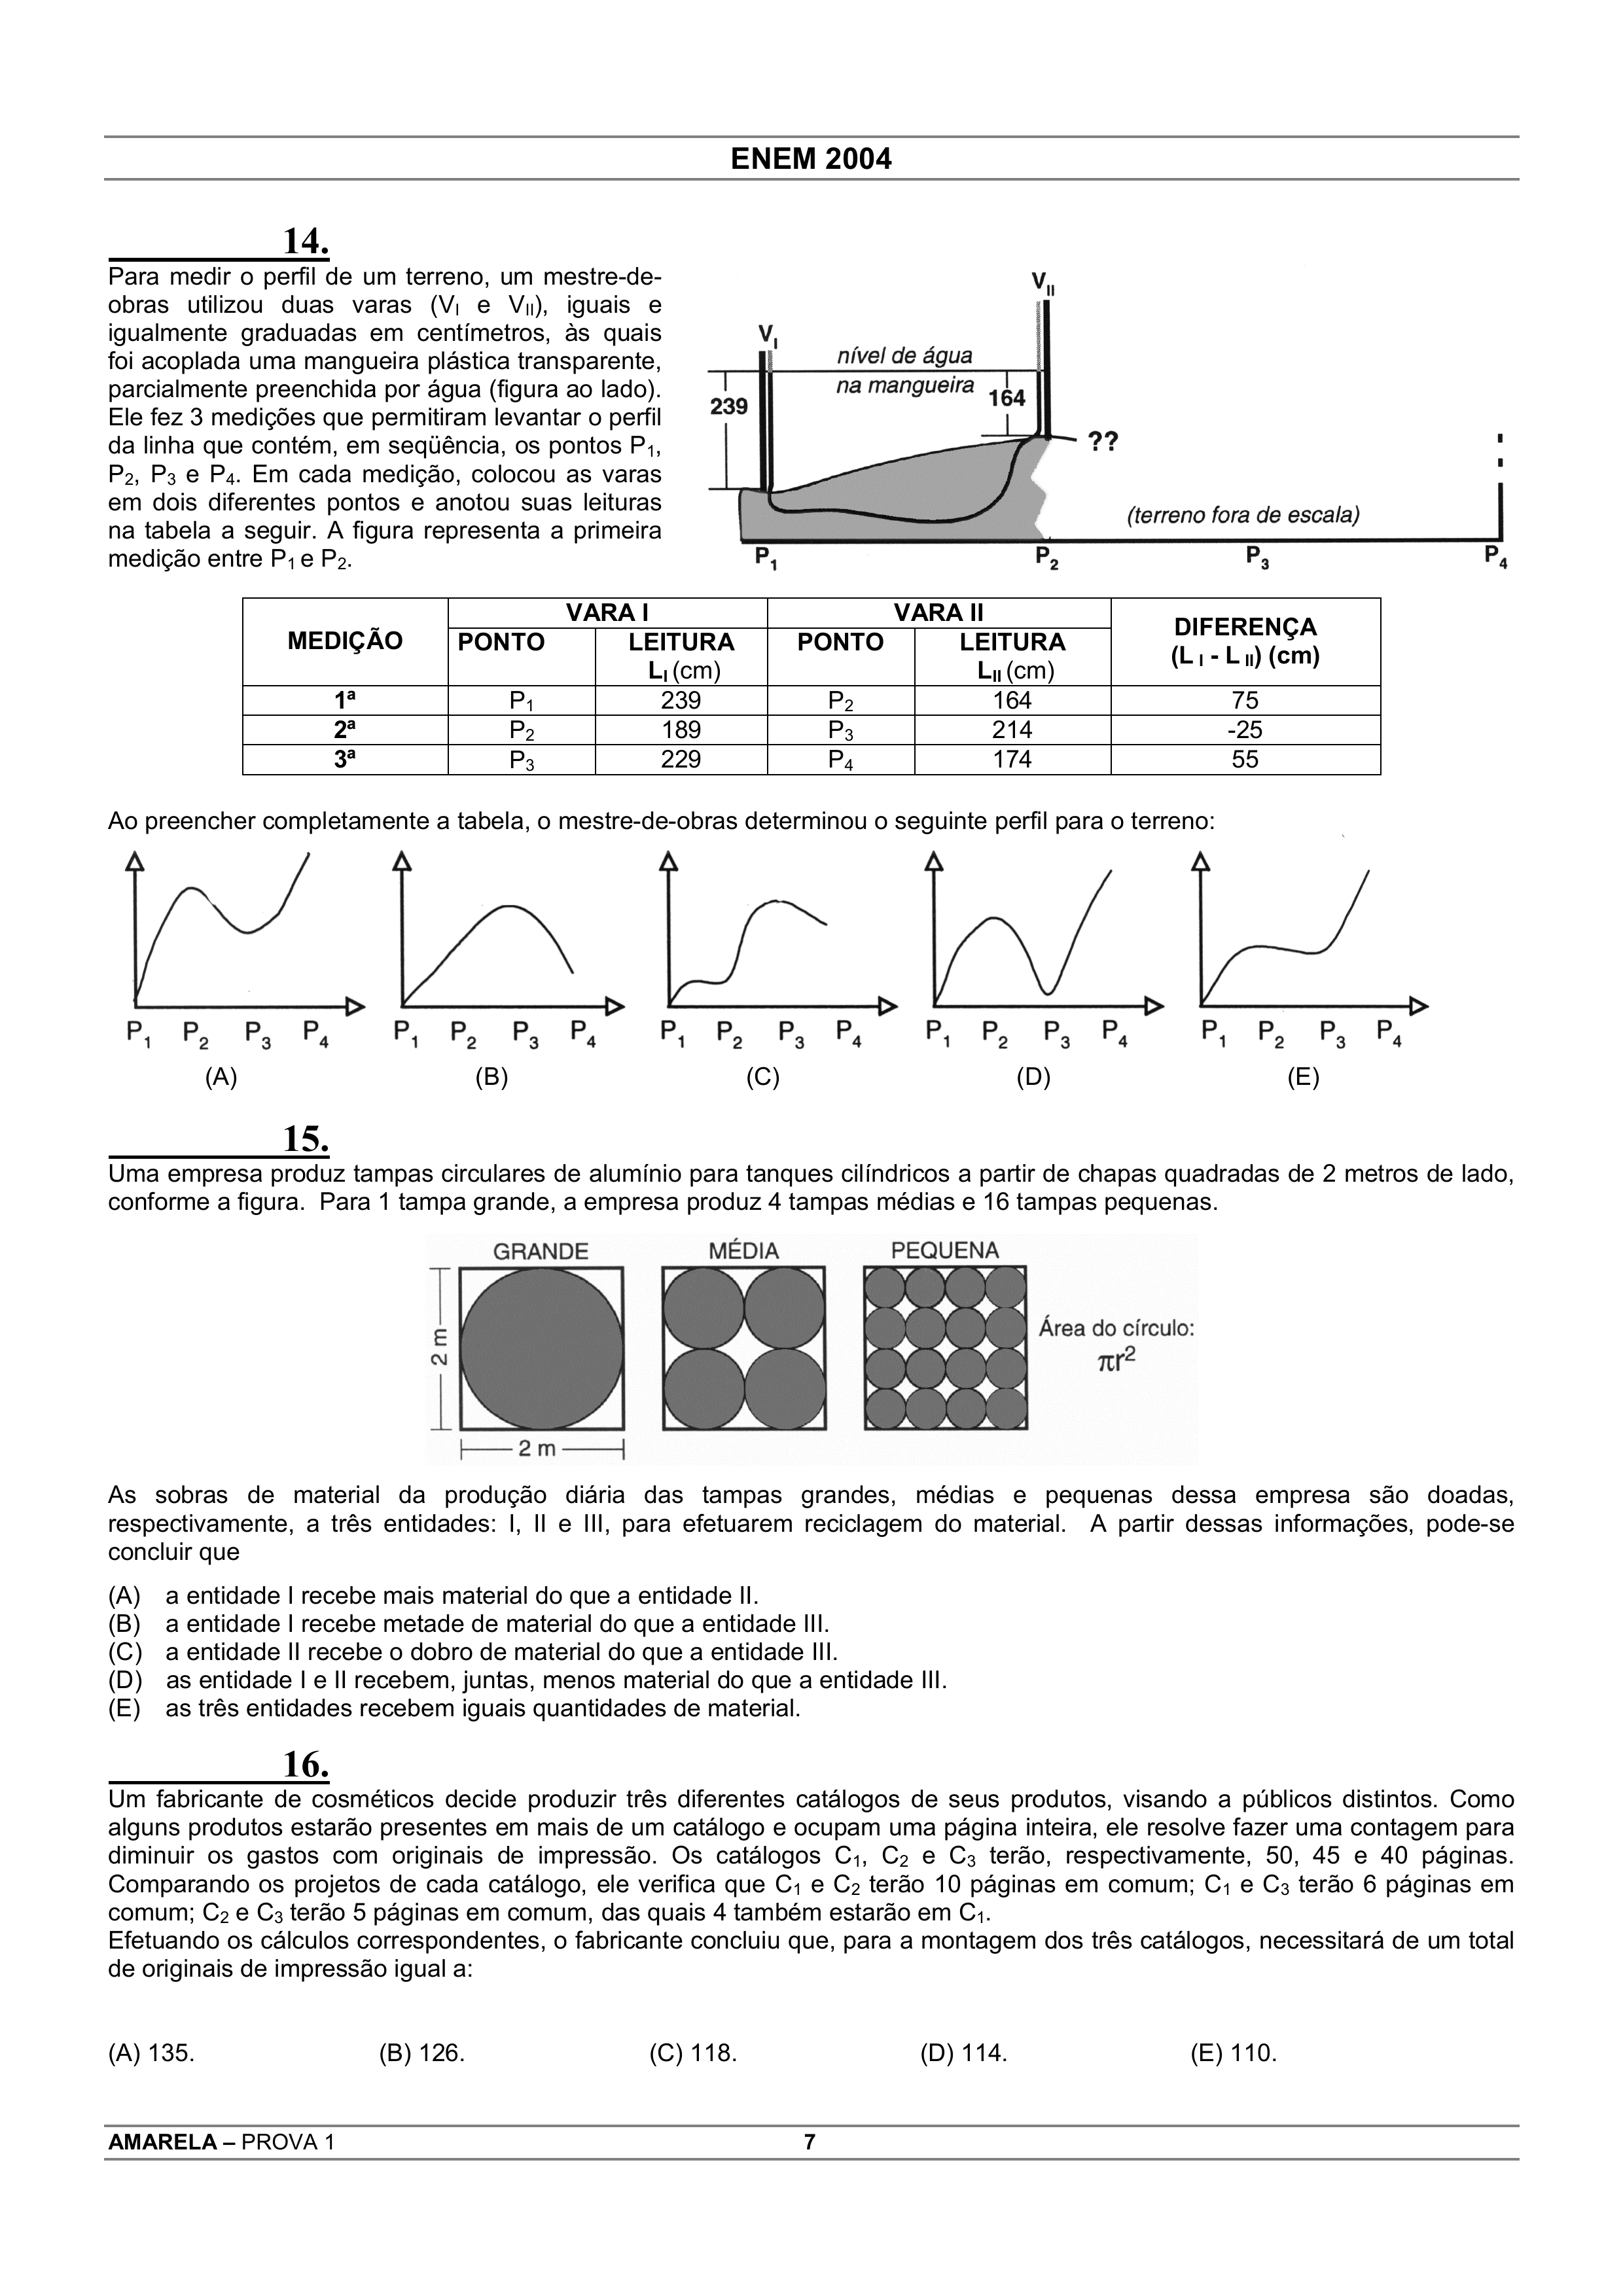 ENEM 2004
14.
Para medir o perfil de um terreno, um mestre-de-
obras utilizou duas varas (VI e VII), iguais e
igualmente graduadas em centímetros, às quais
foi acoplada uma mangueira plástica transparente,
parcialmente preenchida por água (figura ao lado).
Ele fez 3 medições que permitiram levantar o perfil
da linha que contém, em seqüência, os pontos P1,
P2, P3 e P4. Em cada medição, colocou as varas
em dois diferentes pontos e anotou suas leituras
na tabela a seguir. A figura representa a primeira
medição entre P1 e P2.
VII
VI
nível de água
na mangueira
239
164
??
(terreno fora de escala)
P1 P2 P3 P4
MEDIÇÃO VARA I VARA II DIFERENÇA
(L I - L II) (cm)
PONTO LEITURA
LI (cm) PONTO LEITURA
LII (cm)
1ª P1 239 P2 164 75
2ª P2 189 P3 214 -25
3ª P3 229 P4 174 55
Ao preencher completamente a tabela, o mestre-de-obras determinou o seguinte perfil para o terreno:
P1 P2 P3 P4 P1 P2 P3 P4 P1 P2 P3 P4 P1 P2 P3 P4 P1 P2 P3 P4
(A) (B) (C) (D) (E)
15.
Uma empresa produz tampas circulares de alumínio para tanques cilíndricos a partir de chapas quadradas de 2 metros de lado,
conforme a figura. Para 1 tampa grande, a empresa produz 4 tampas médias e 16 tampas pequenas.
GRANDE MÉDIA PEQUENA
2 m
Área do círculo:
πr²
2 m
As sobras de material da produção diária das tampas grandes, médias e pequenas dessa empresa são doadas,
respectivamente, a três entidades: I, II e III, para efetuarem reciclagem do material. A partir dessas informações, pode-se
concluir que
(A) a entidade I recebe mais material do que a entidade II.
(B) a entidade I recebe metade de material do que a entidade III.
(C) a entidade II recebe o dobro de material do que a entidade III.
(D) as entidade I e II recebem, juntas, menos material do que a entidade III.
(E) as três entidades recebem iguais quantidades de material.
16.
Um fabricante de cosméticos decide produzir três diferentes catálogos de seus produtos, visando a públicos distintos. Como
alguns produtos estarão presentes em mais de um catálogo e ocupam uma página inteira, ele resolve fazer uma contagem para
diminuir os gastos com originais de impressão. Os catálogos C1, C2 e C3 terão, respectivamente, 50, 45 e 40 páginas.
Comparando os projetos de cada catálogo, ele verifica que C1 e C2 terão 10 páginas em comum; C1 e C3 terão 6 páginas em
comum; C2 e C3 terão 5 páginas em comum, das quais 4 também estarão em C1.
Efetuando os cálculos correspondentes, o fabricante concluiu que, para a montagem dos três catálogos, necessitará de um total
de originais de impressão igual a:
(A) 135. (B) 126. (C) 118. (D) 114. (E) 110.
AMARELA – PROVA 1 7